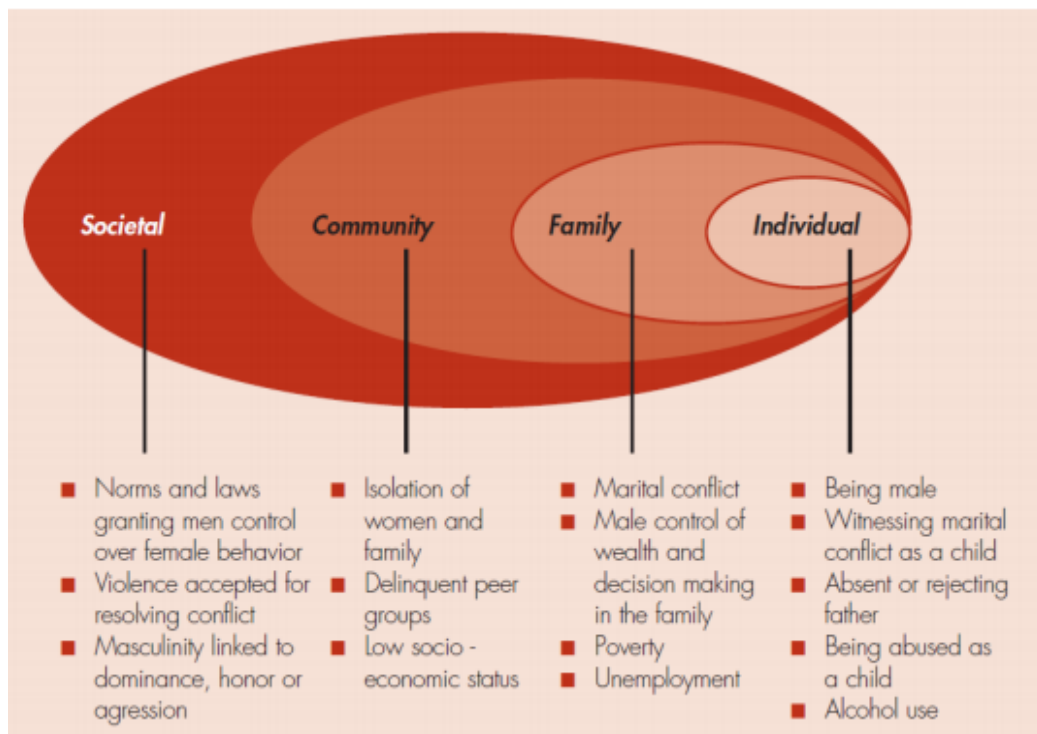 Societal
Community
Family
Individual
■ Norms and laws
granting men control
over female behavior
■ Violence accepted for
resolving conflict
■ Masculinity linked to
dominance, honor or
agression
■ Isolation of
women and
family
■ Delinquent peer
groups
■ Low socio -
economic status
■ Marital conflict
■ Male control of
wealth and
decision making
in the family
■ Poverty
■ Unemployment
■ Being male
■ Witnessing marital
conflict as a child
■ Absent or rejecting
father
■ Being abused as
a child
■ Alcohol use